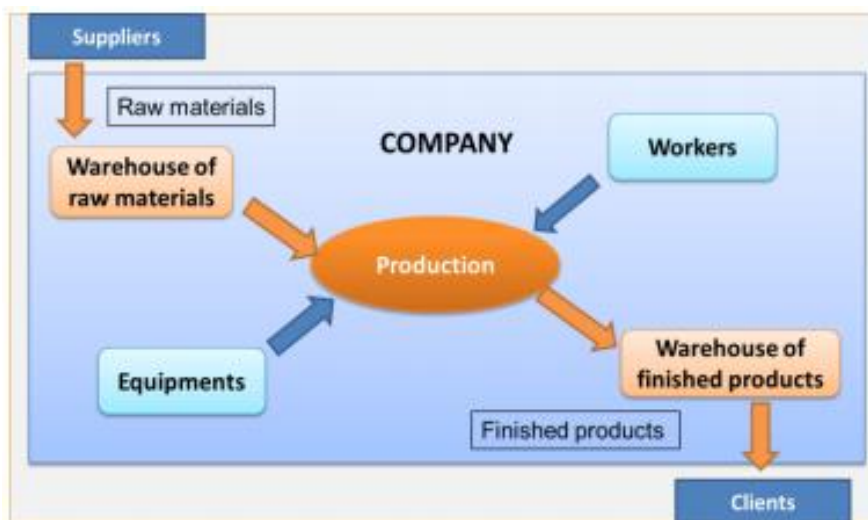 Suppliers
Raw materials
COMPANY
Workers
Warehouse of
raw materials
Production
Equipments
Warehouse of
finished products
Finished products
Clients